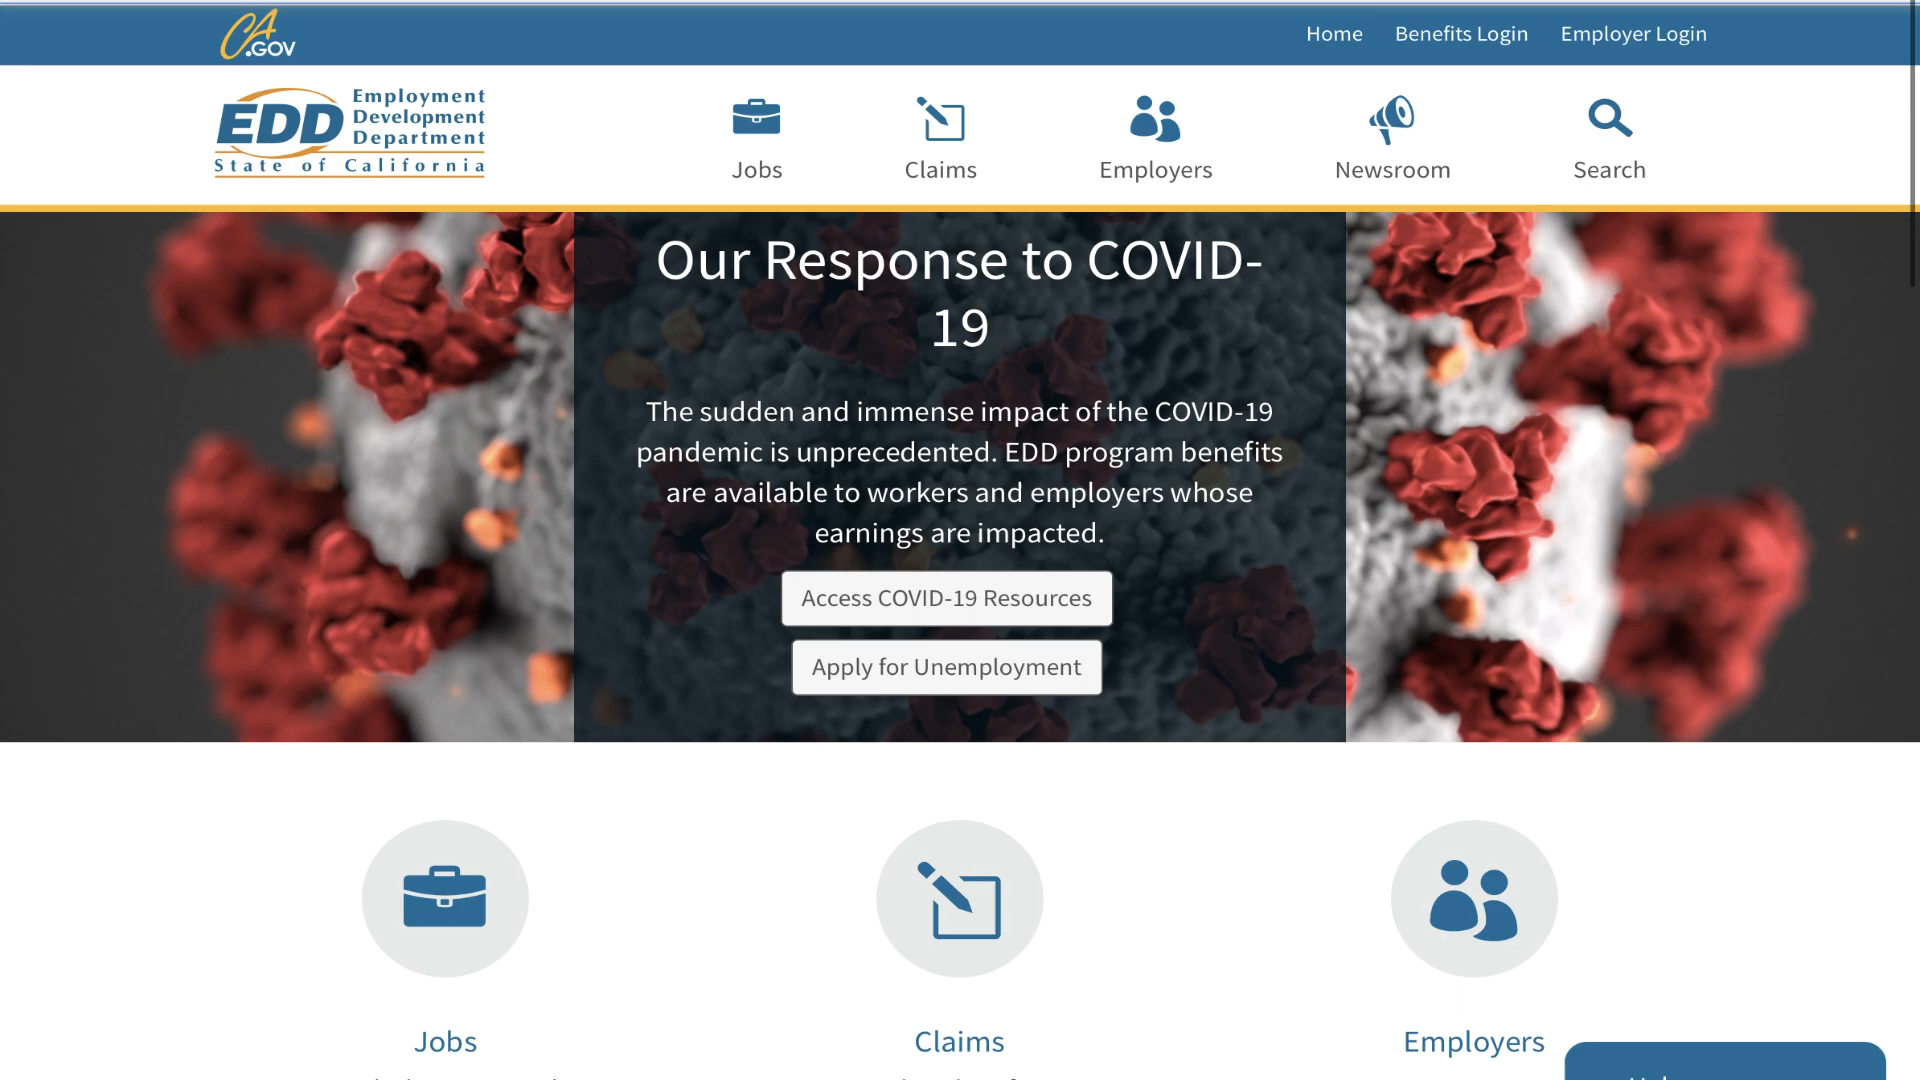 CA
.GOV
Home
Benefits Login
Employer Login
EDD
Employment
Development
Department
State of California
Jobs
Claims
Employers
Newsroom
Search
Our Response to COVID-
19
The sudden and immense impact of the COVID-19
pandemic is unprecedented. EDD program benefits
are available to workers and employers whose
earnings are impacted.
Access COVID-19 Resources
Apply for Unemployment
Jobs
Claims
Employers